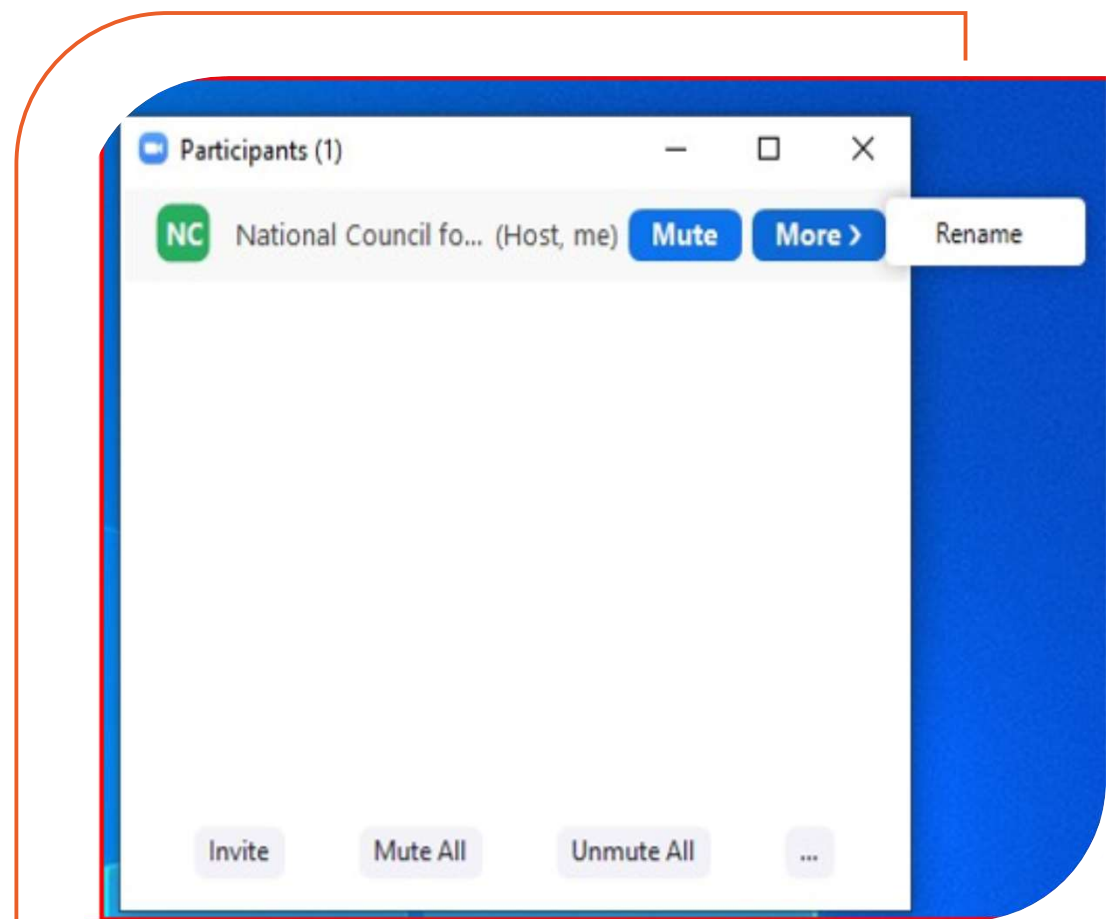 Participants (1)
NC National Council fo... (Host, me) Mute More > Rename
Invite Mute All Unmute All ...